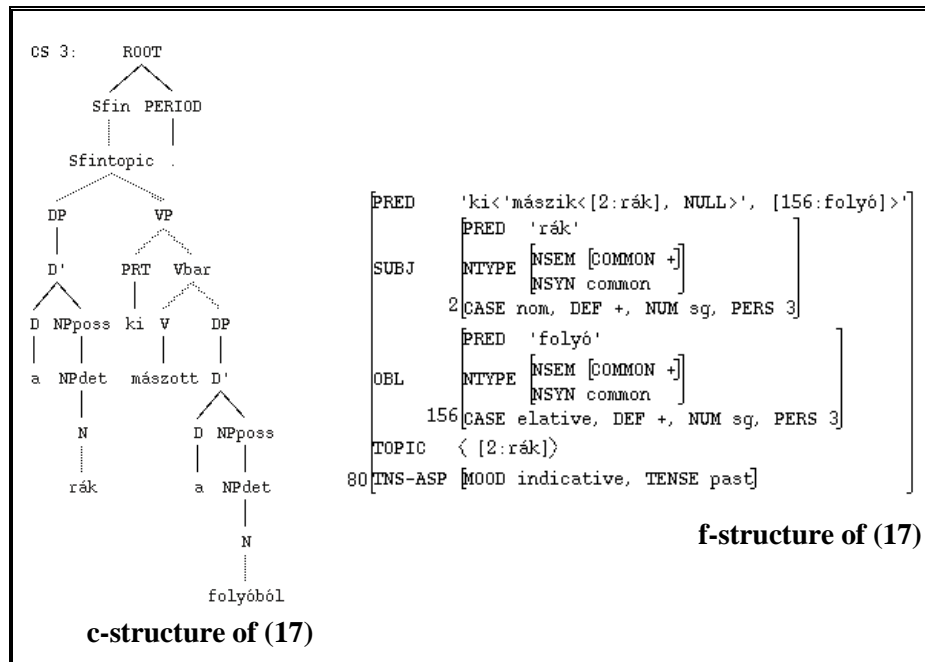 CS 3: ROOT
Sfin PERIOD
Sfintopic .
DP VP
D' PRT Vbar
D NPposs ki V DP
a NPdet mászott D'
N D NPposs
rák a NPdet
N
folyóból
c-structure of (17)
PRED 'ki<'mászik<[2:rák], NULL>', [156:folyó]>'
PRED 'rák'
SUBJ NTYPE NSEM [COMMON +]
NSYN common
2 CASE nom, DEF +, NUM sg, PERS 3
PRED 'folyó'
OBL NTYPE NSEM [COMMON +]
NSYN common
156 CASE elative, DEF +, NUM sg, PERS 3
TOPIC { [2:rák]}
80 TNS-ASP [MOOD indicative, TENSE past]
f-structure of (17)